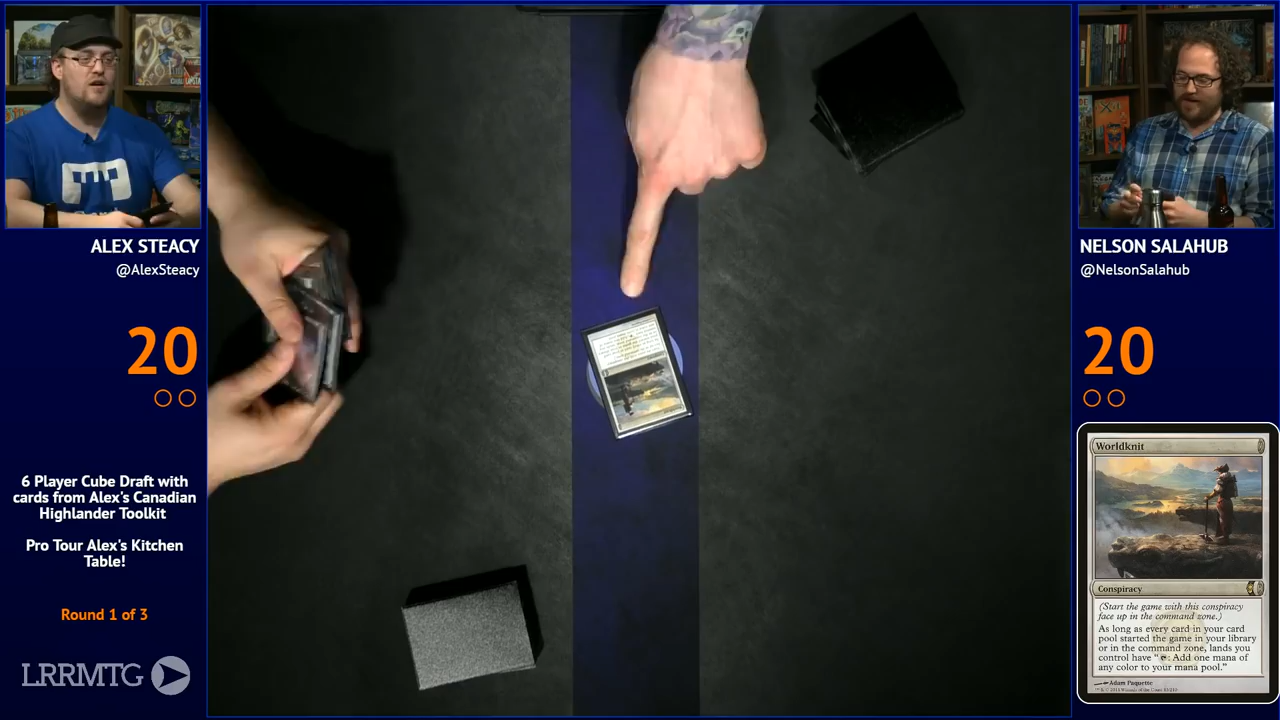 ALEX STEACY
@AlexSteacy
20
6 Player Cube Draft with
cards from Alex's Canadian
Highlander Toolkit
Pro Tour Alex's Kitchen
Table!
Round 1 of 3
LRRMTG
NELSON SALAHUB
@NelsonSalahub
20
Worldknit
Conspiracy
(Start the game with this conspiracy
face up in the command zone.)
As long as every card in your card
pool started the game in your library
or in the command zone, lands you
control have “ : Add one mana of
any color to your mana pool.”
Adam Paquette